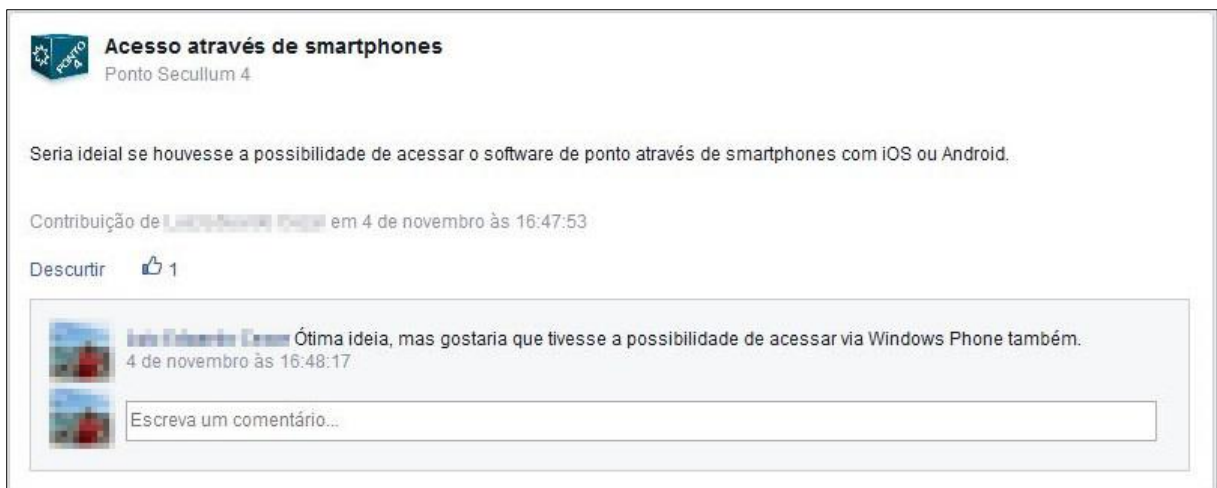 Acesso através de smartphones
Ponto Secullum 4
PONTO 4
Seria ideial se houvesse a possibilidade de acessar o software de ponto através de smartphones com iOS ou Android.
Contribuição de em 4 de novembro às 16:47:53
Descurtir 1
Ótima ideia, mas gostaria que tivesse a possibilidade de acessar via Windows Phone também.
4 de novembro às 16:48:17
Escreva um comentário...